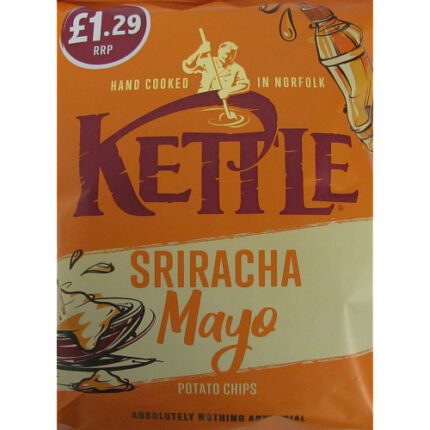 £1.29
RRP
HAND COOKED IN NORFOLK
KETTLE
SRIRACHA
Mayo
POTATO CHIPS
ABSOLUTELY NOTHING ARTIFICIAL